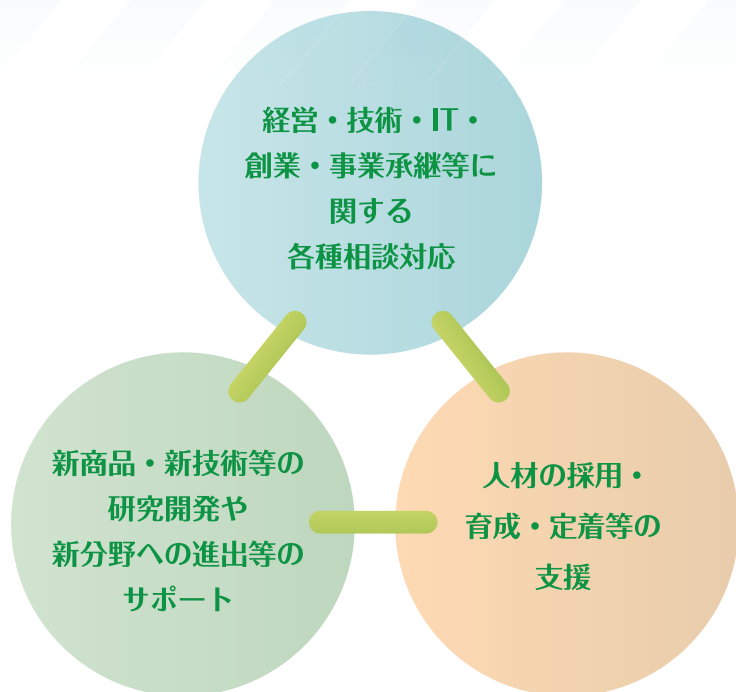 経営・技術・IT・
創業・事業承継等に
関する
各種相談対応
新商品・新技術等の
研究開発や
新分野への進出等の
サポート
人材の採用・
育成・定着等の
支援